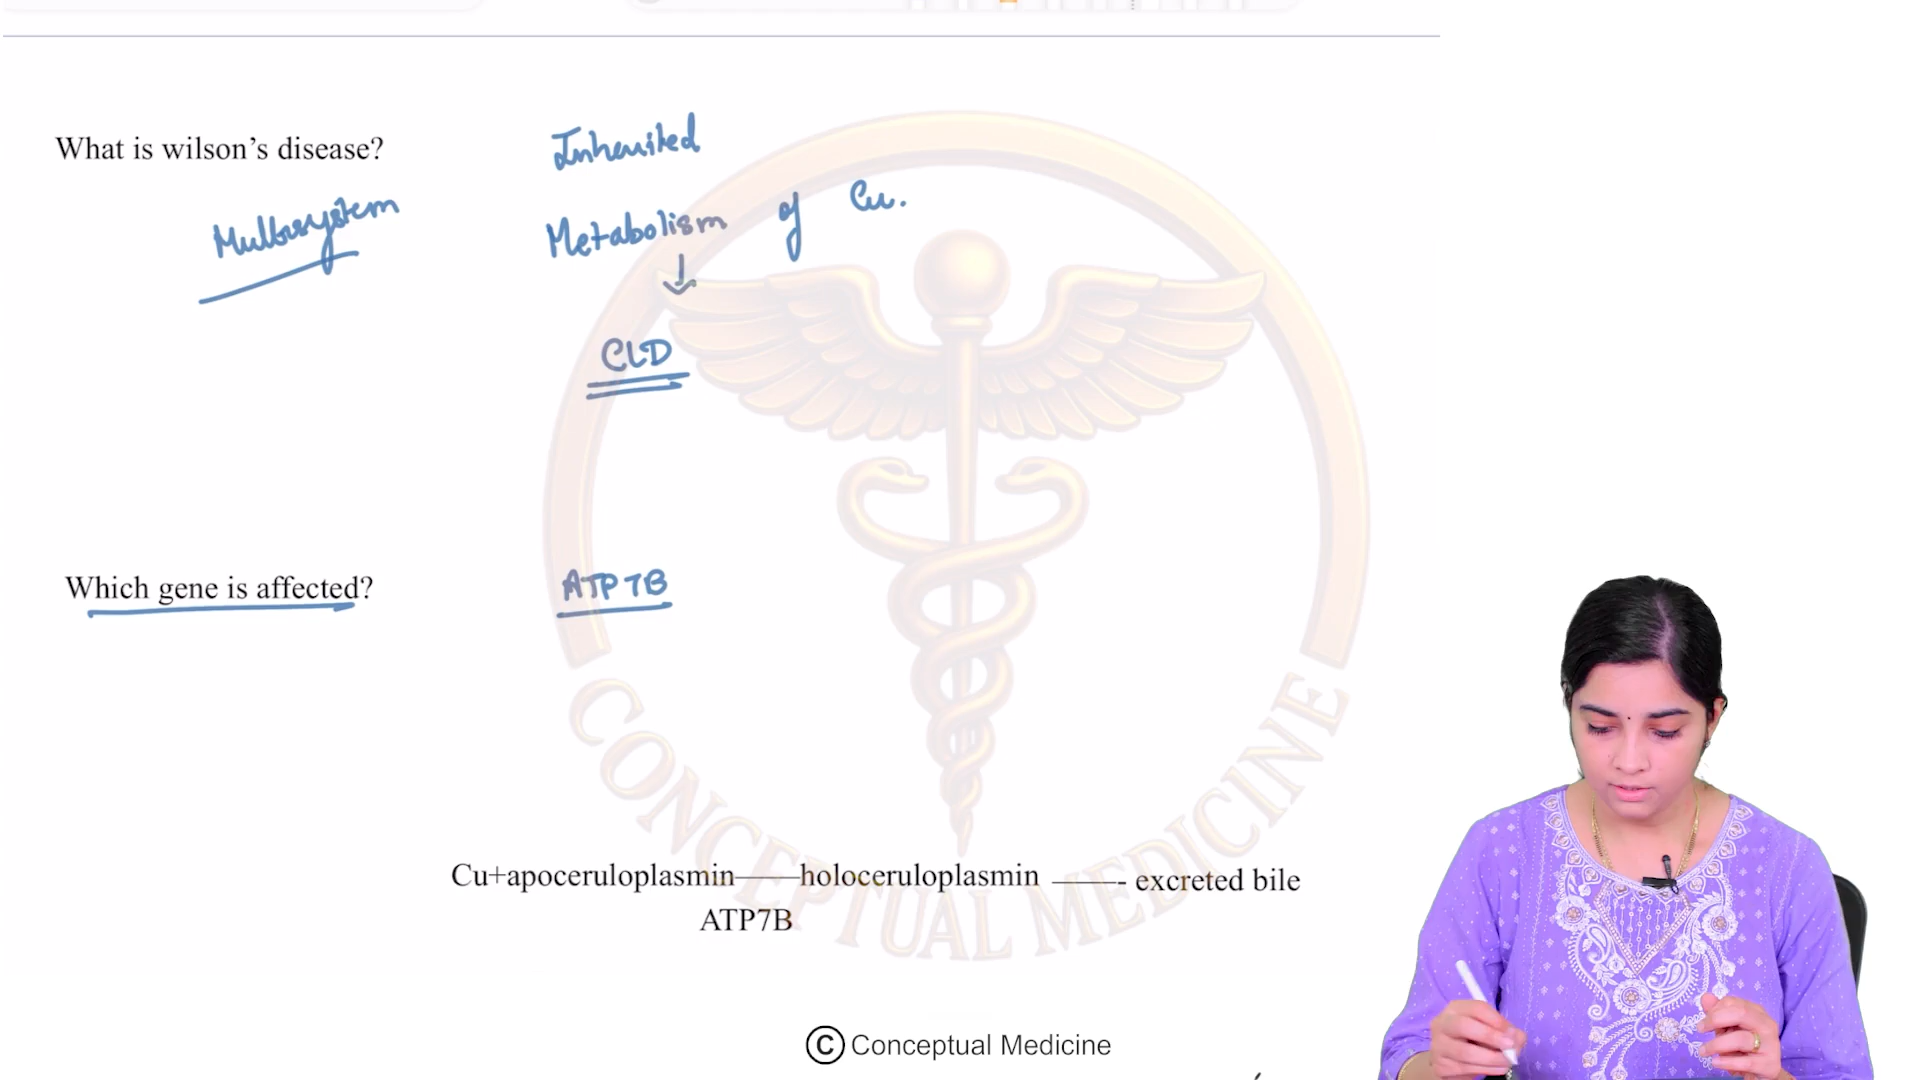 What is wilson's disease?
Inherited
Multisystem
Metabolism of Cu.
CLD
Which gene is affected?
ATP7B
Cu+apoceruloplasmin——holoceruloplasmin ——- excreted bile
ATP7B
CONCEPTUAL MEDICINE
© Conceptual Medicine